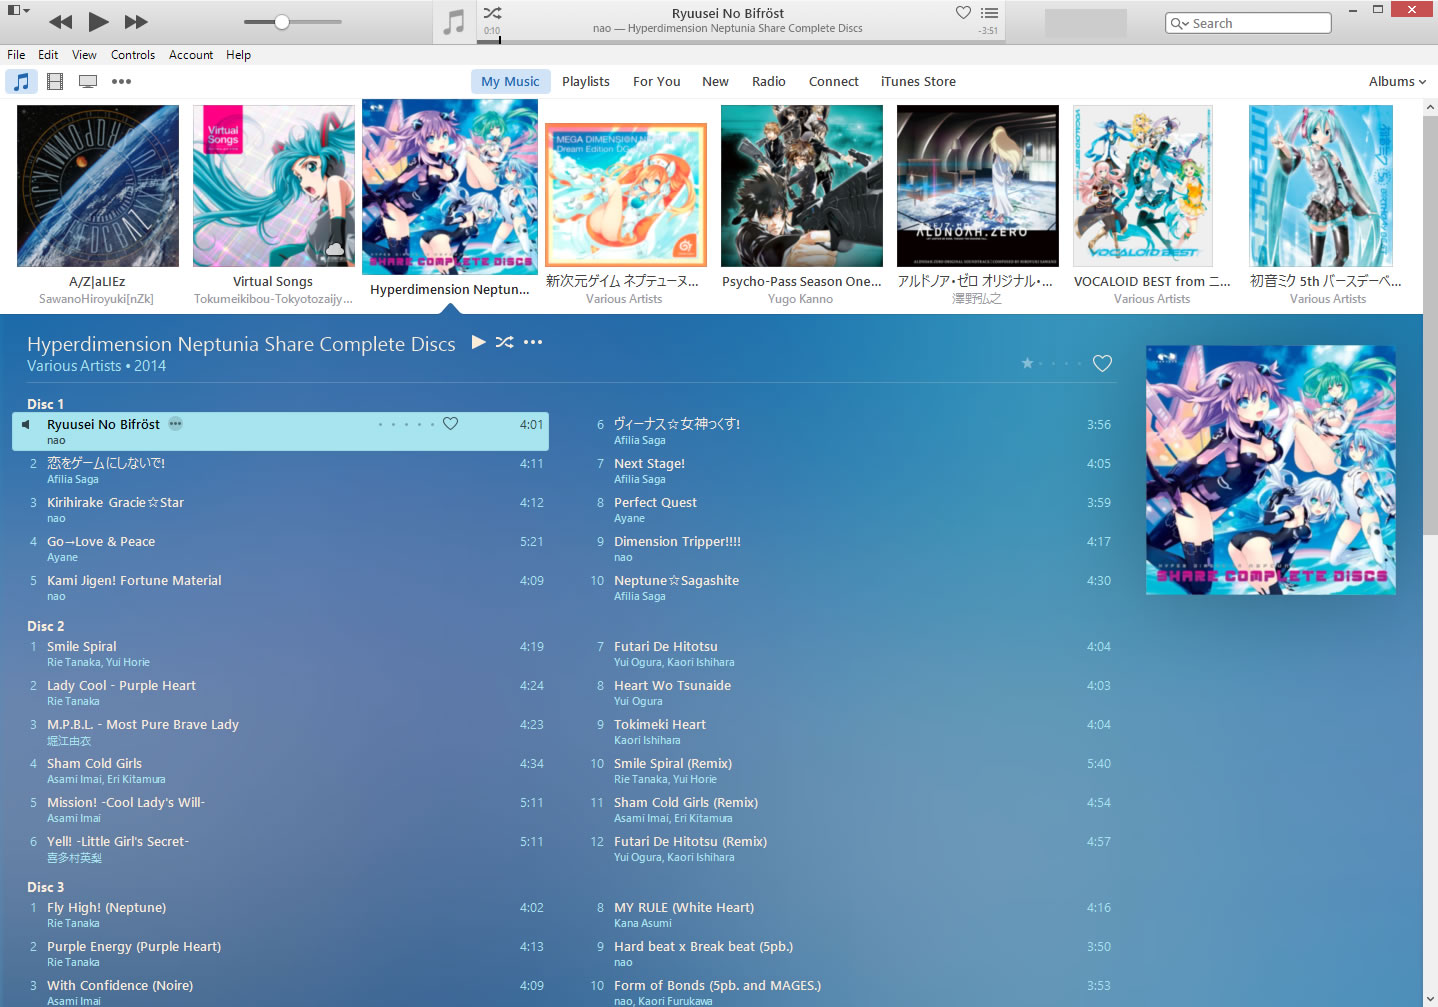 Ryuusei No Bifröst
0:10
nao — Hyperdimension Neptunia Share Complete Discs
-3:51
Search
File Edit View Controls Account Help
My Music Playlists For You New Radio Connect iTunes Store
Albums
Virtual Songs
MEGA DIMENSION
Dream Edition
ALDNOAH.ZERO
VOCALOID BEST
SHARE COMPLETE DISCS
A/Z|aLIEz
SawanoHiroyuki[nZk]
Virtual Songs
Tokumeikibou-Tokyotozaijy...
Hyperdimension Neptun...
新次元ゲイム ネプテューヌ...
Various Artists
Psycho-Pass Season One...
Yugo Kanno
アルドノア・ゼロ オリジナル・...
澤野弘之
VOCALOID BEST from ニ...
Various Artists
初音ミク 5th バースデーベ...
Various Artists
Hyperdimension Neptunia Share Complete Discs
Various Artists • 2014
Disc 1
Ryuusei No Bifröst 4:01
nao
2 恋をゲームにしないで! 4:11
Afilia Saga
3 Kirihirake Gracie☆Star 4:12
nao
4 Go→Love & Peace 5:21
Ayane
5 Kami Jigen! Fortune Material 4:09
nao
6 ヴィーナス☆女神っくす! 3:56
Afilia Saga
7 Next Stage! 4:05
Afilia Saga
8 Perfect Quest 3:59
Ayane
9 Dimension Tripper!!!! 4:17
nao
10 Neptune☆Sagashite 4:30
Afilia Saga
SHARE COMPLETE DISCS
Disc 2
1 Smile Spiral 4:19
Rie Tanaka, Yui Horie
2 Lady Cool - Purple Heart 4:24
Rie Tanaka
3 M.P.B.L. - Most Pure Brave Lady 4:23
堀江由衣
4 Sham Cold Girls 4:34
Asami Imai, Eri Kitamura
5 Mission! -Cool Lady's Will- 5:11
Asami Imai
6 Yell! -Little Girl's Secret- 5:11
喜多村英梨
7 Futari De Hitotsu 4:04
Yui Ogura, Kaori Ishihara
8 Heart Wo Tsunaide 4:03
Yui Ogura
9 Tokimeki Heart 4:04
Kaori Ishihara
10 Smile Spiral (Remix) 5:40
Rie Tanaka, Yui Horie
11 Sham Cold Girls (Remix) 4:54
Asami Imai, Eri Kitamura
12 Futari De Hitotsu (Remix) 4:57
Yui Ogura, Kaori Ishihara
Disc 3
1 Fly High! (Neptune) 4:02
Rie Tanaka
2 Purple Energy (Purple Heart) 4:13
Rie Tanaka
3 With Confidence (Noire) 4:09
Asami Imai
8 MY RULE (White Heart) 4:16
Kana Asumi
9 Hard beat x Break beat (5pb.) 3:50
nao
10 Form of Bonds (5pb. and MAGES.) 3:53
nao, Kaori Furukawa